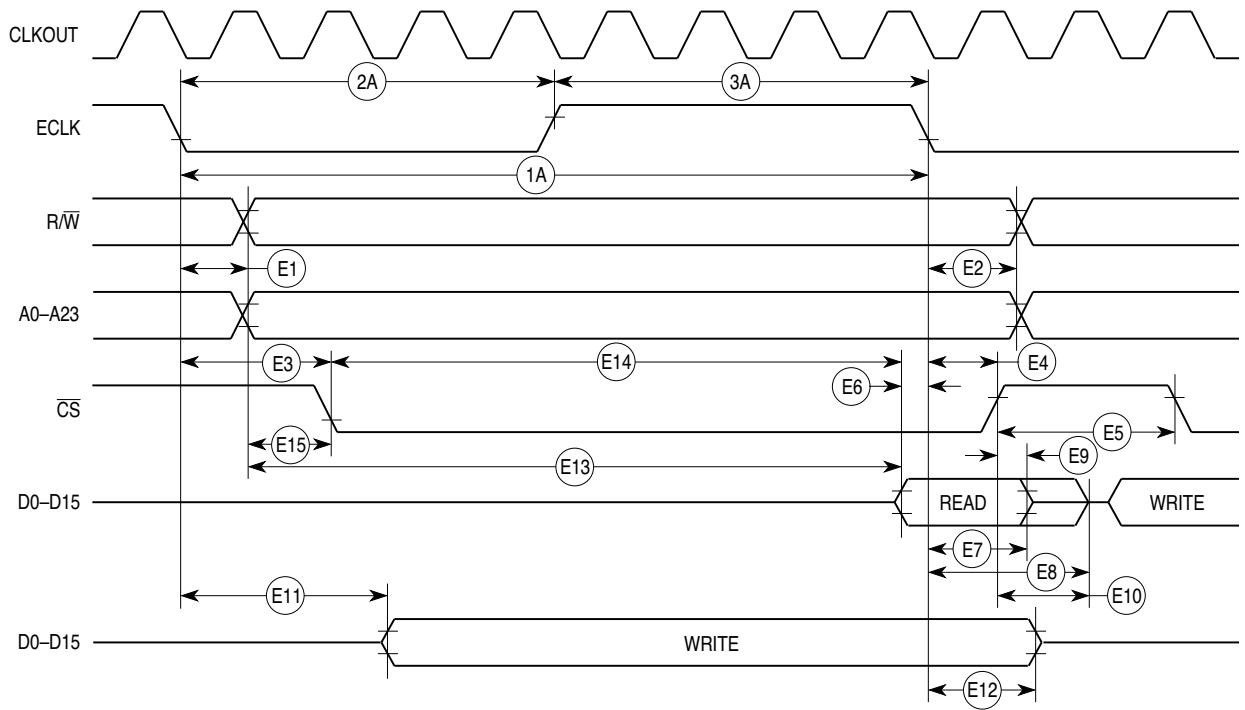 CLKOUT
2A
3A
ECLK
1A
R/W̅
E1
E2
A0–A23
E3
E14
E4
E6
C̅S̅
E15
E5
E9
E13
D0–D15
READ
WRITE
E7
E8
E11
E10
D0–D15
WRITE
E12